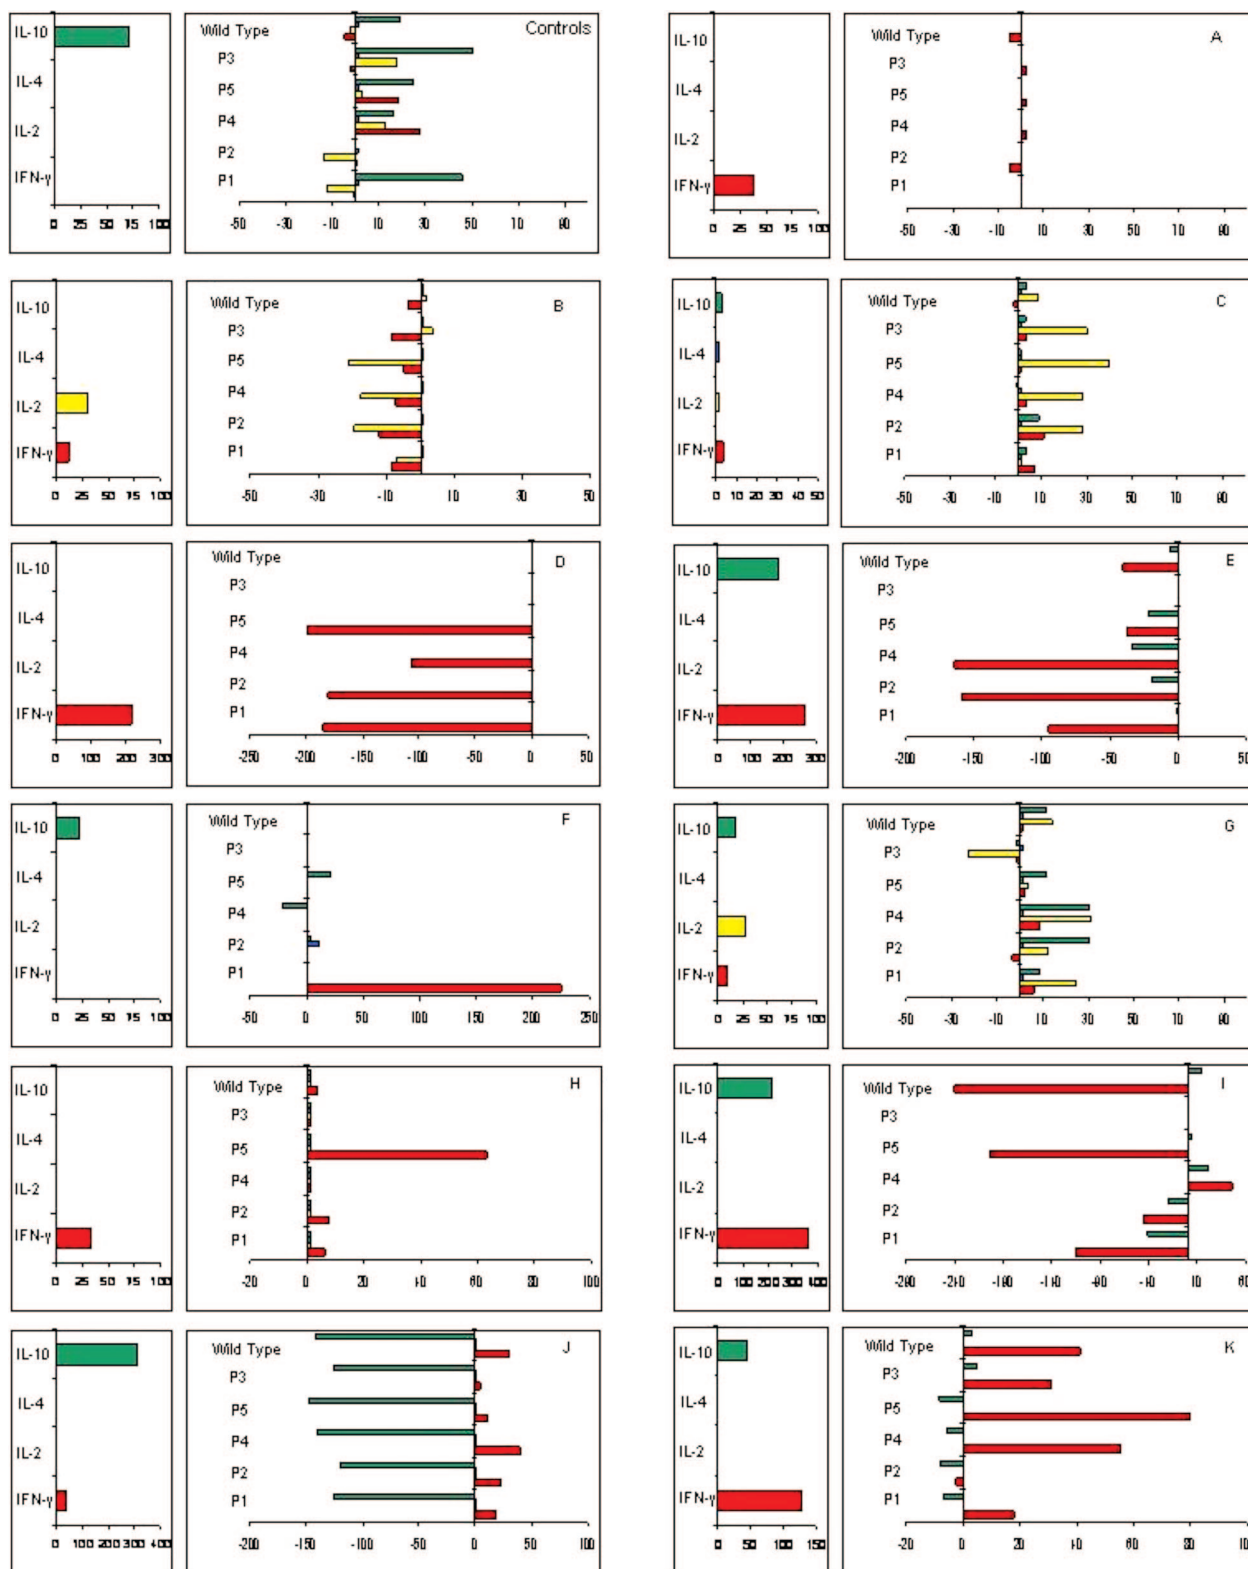 IL-10
IL-4
IL-2
IFN-γ
0 25 50 75 100
Wild Type
Controls
P3
P5
P4
P2
P1
-50 -30 -10 10 30 50
IL-10
IL-4
IL-2
IFN-γ
0 25 50 75 100
Wild Type
A
P3
P5
P4
P2
P1
-50 -30 -10 10 30 50
IL-10
IL-4
IL-2
IFN-γ
0 25 50 75 100
Wild Type
B
P3
P5
P4
P2
P1
-50 -30 -10 10 30 50
IL-10
IL-4
IL-2
IFN-γ
0 10 20 30 40 50
Wild Type
C
P3
P5
P4
P2
P1
-50 -30 -10 10 30 50
IL-10
IL-4
IL-2
IFN-γ
0 100 200 300
Wild Type
D
P3
P5
P4
P2
P1
-250 -200 -150 -100 -50 0 50
IL-10
IL-4
IL-2
IFN-γ
0 100 200 300
Wild Type
E
P3
P5
P4
P2
P1
-200 -150 -100 -50 0 50
IL-10
IL-4
IL-2
IFN-γ
0 25 50 75 100
Wild Type
F
P3
P5
P4
P2
P1
-50 0 50 100 150 200 250
IL-10
IL-4
IL-2
IFN-γ
0 25 50 75 100
Wild Type
G
P3
P5
P4
P2
P1
-50 -30 -10 10 30 50
IL-10
IL-4
IL-2
IFN-γ
0 25 50 75 100
Wild Type
H
P3
P5
P4
P2
P1
-20 0 20 40 60 80 100
IL-10
IL-4
IL-2
IFN-γ
0 100 200 300 400
Wild Type
I
P3
P5
P4
P2
P1
10 60
IL-10
IL-4
IL-2
IFN-γ
0 100 200 300 400
Wild Type
J
P3
P5
P4
P2
P1
-200 -150 -100 -50 0 50 100
IL-10
IL-4
IL-2
IFN-γ
0 50 100 150
Wild Type
K
P3
P5
P4
P2
P1
-20 0 20 40 60 80 100